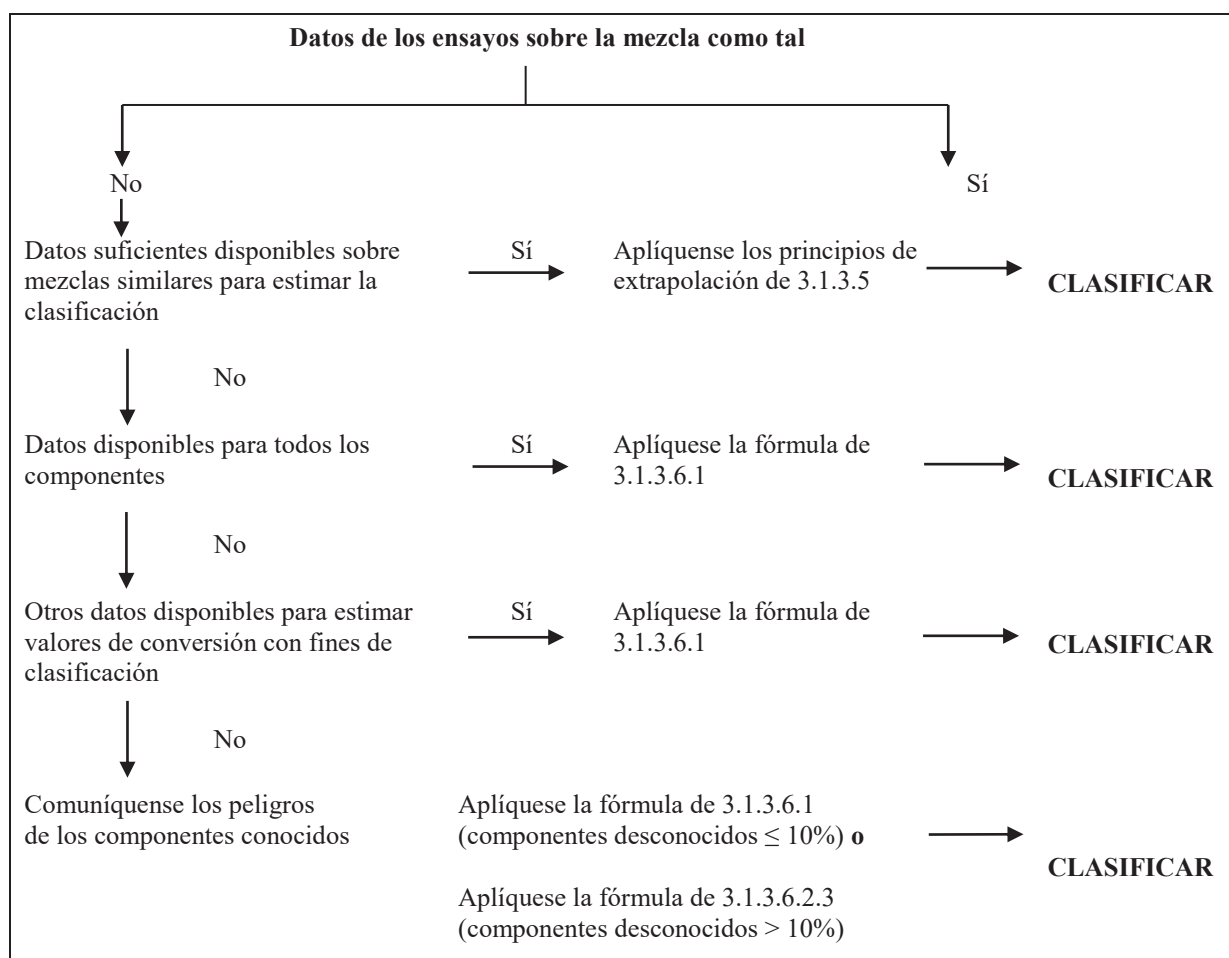 Datos de los ensayos sobre la mezcla como tal
No
Sí
Datos suficientes disponibles sobre
mezclas similares para estimar la
clasificación
Sí
Aplíquense los principios de
extrapolación de 3.1.3.5
CLASIFICAR
No
Datos disponibles para todos los
componentes
Sí
Aplíquese la fórmula de
3.1.3.6.1
CLASIFICAR
No
Otros datos disponibles para estimar
valores de conversión con fines de
clasificación
Sí
Aplíquese la fórmula de
3.1.3.6.1
CLASIFICAR
No
Comuníquense los peligros
de los componentes conocidos
Aplíquese la fórmula de 3.1.3.6.1
(componentes desconocidos ≤ 10%) o
Aplíquese la fórmula de 3.1.3.6.2.3
(componentes desconocidos > 10%)
CLASIFICAR